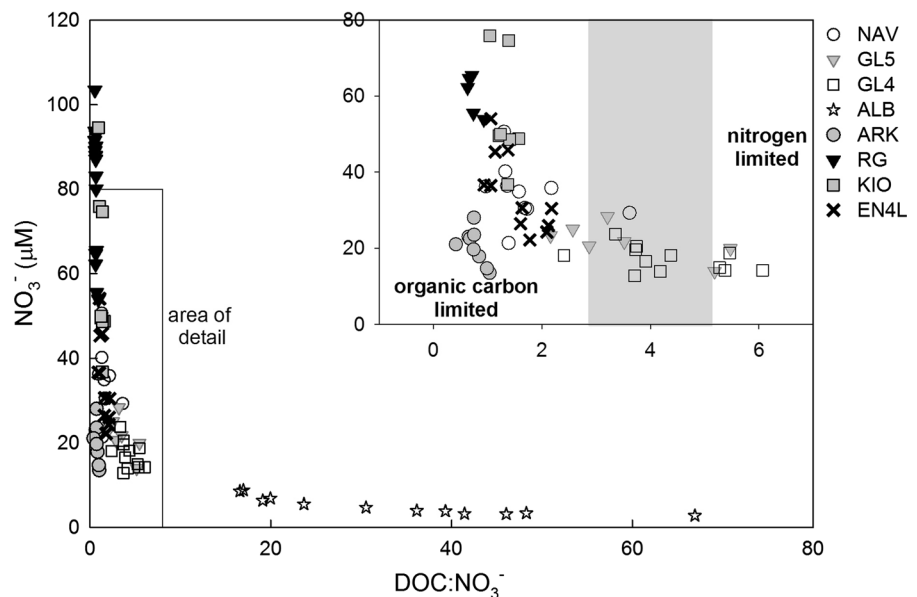 120
100
80
60
40
20
0
NO₃⁻ (µM)
0
20
40
60
80
DOC:NO₃⁻
area of
detail
80
60
40
20
0
0
2
4
6
organic carbon
limited
nitrogen
limited
NAV
GL5
GL4
ALB
ARK
RG
KIO
EN4L